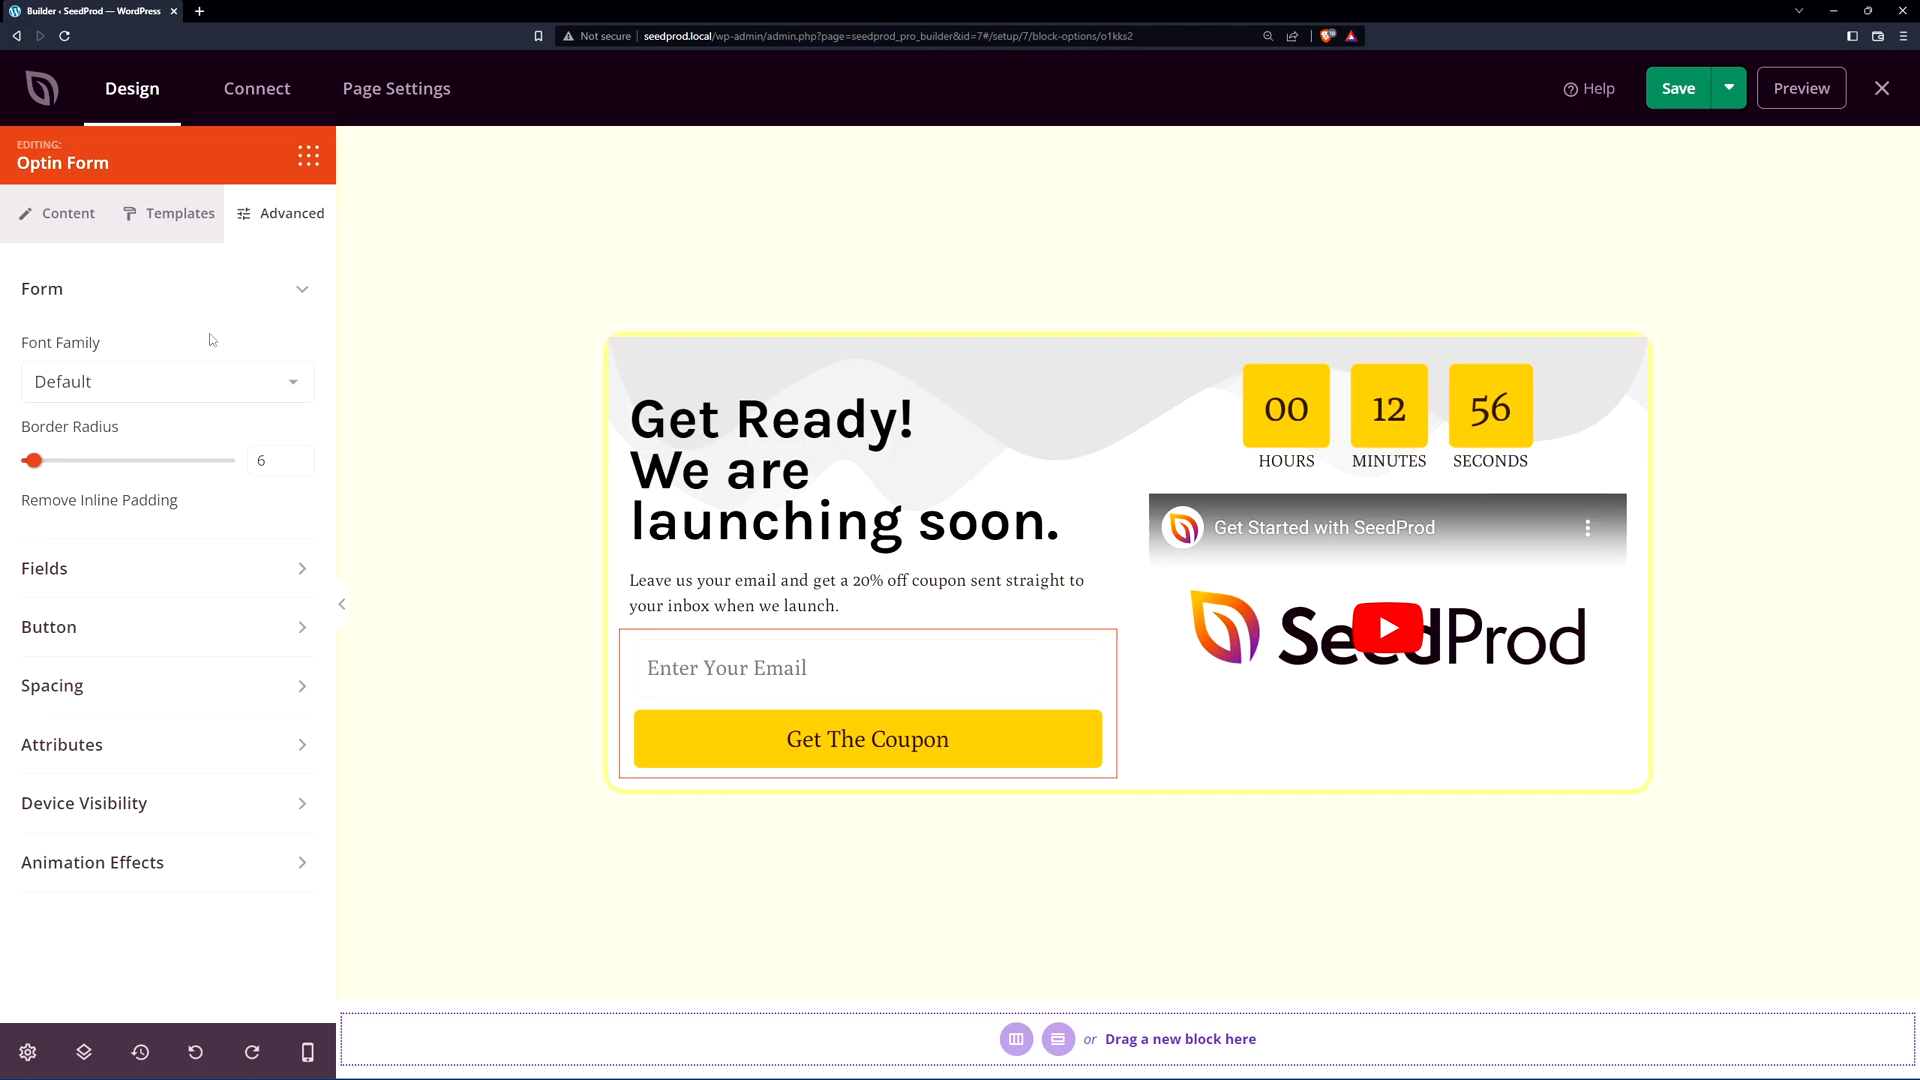 Builder ‹ SeedProd — WordPress
Not secure seedprod.local/wp-admin/admin.php?page=seedprod_pro_builder&id=7#/setup/7/block-options/o1kks2
Design Connect Page Settings Help Save Preview
EDITING:
Optin Form
Content Templates Advanced
Form
Font Family
Default
Border Radius
6
Remove Inline Padding
Fields
Button
Spacing
Attributes
Device Visibility
Animation Effects
Get Ready!
We are
launching soon.
Leave us your email and get a 20% off coupon sent straight to
your inbox when we launch.
Enter Your Email
Get The Coupon
00 12 56
HOURS MINUTES SECONDS
Get Started with SeedProd
SeedProd
or Drag a new block here